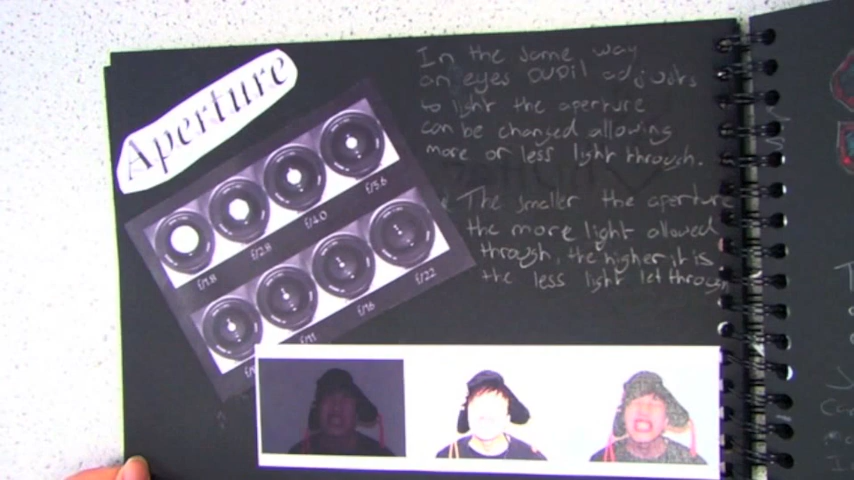 Aperture
In the same way
an eyes pupil adjusts
to light the aperture
can be changed allowing
more or less light through.
The smaller the aperture
the more light allowed
through, the higher it is
the less light let through
f/1.8
f/2.8
f/4.0
f/5.6
f/11
f/16
f/22